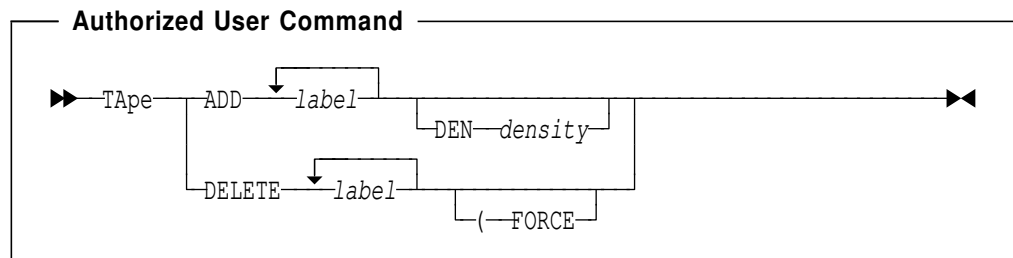 Authorized User Command
TApe ADD label
DEN density
DELETE label
( FORCE